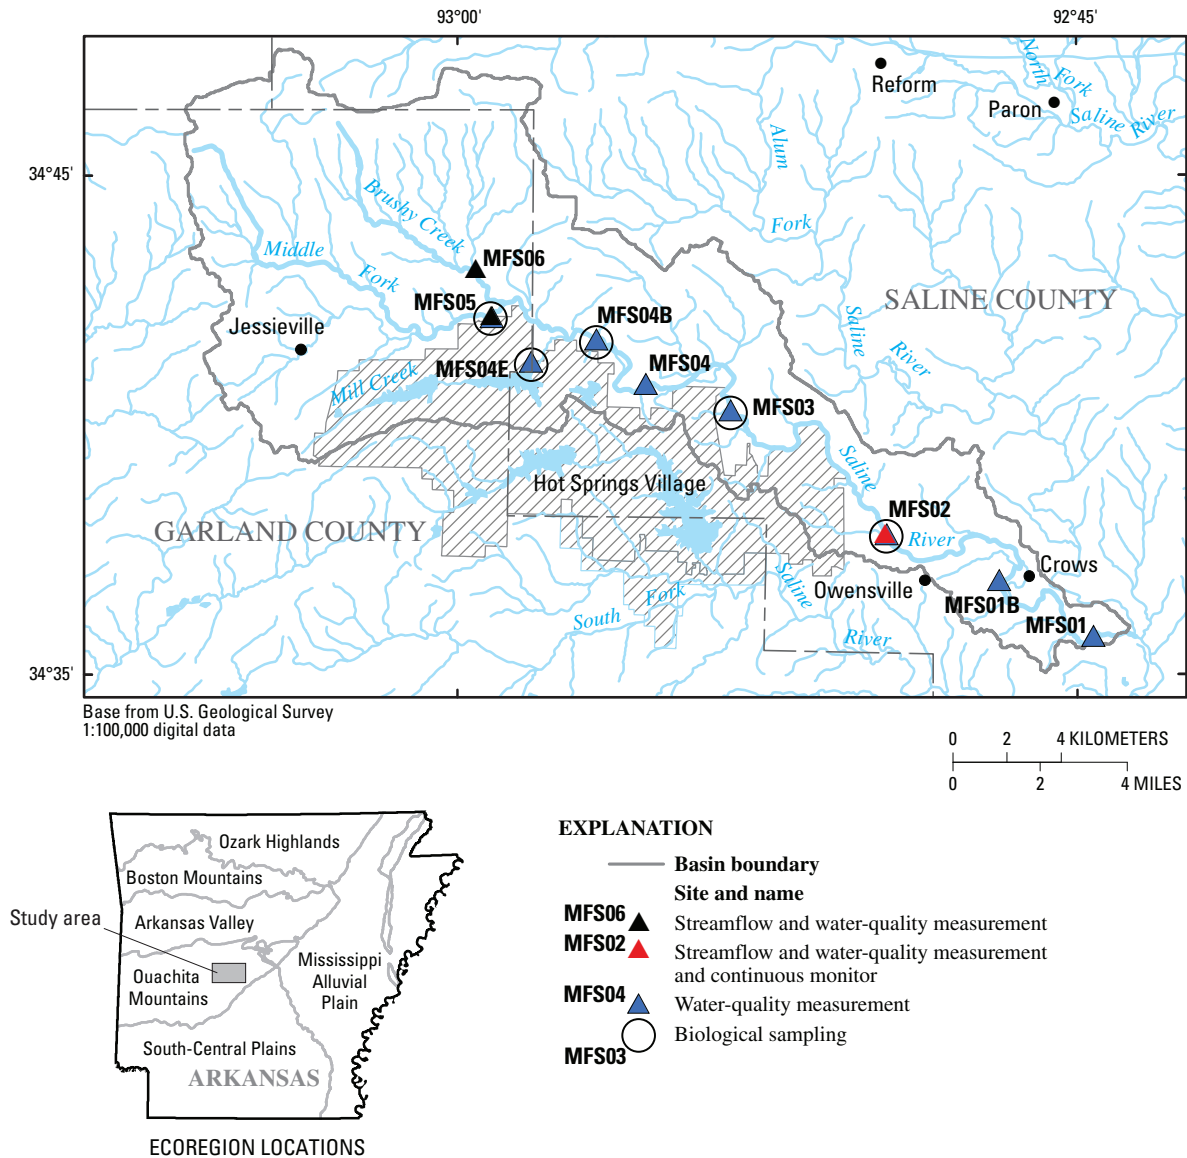 93°00'
92°45'
34°45'
34°35'
Reform
Paron
North
Fork
Saline
River
Alum
Fork
Saline
River
SALINE COUNTY
Brushy Creek
Middle
Fork
MFS06
MFS05
MFS04B
Jessieville
MFS04E
MFS04
Mill Creek
MFS03
Saline
Hot Springs Village
GARLAND COUNTY
MFS02
River
Owensville
Crows
MFS01B
MFS01
South
Fork
Saline
River
Base from U.S. Geological Survey
1:100,000 digital data
0 2 4 KILOMETERS
0 2 4 MILES
Ozark Highlands
Boston Mountains
Study area
Arkansas Valley
Ouachita
Mountains
Mississippi
Alluvial
Plain
South-Central Plains
ARKANSAS
ECOREGION LOCATIONS
EXPLANATION
Basin boundary
Site and name
MFS06 Streamflow and water-quality measurement
MFS02 Streamflow and water-quality measurement
and continuous monitor
MFS04 Water-quality measurement
Biological sampling
MFS03